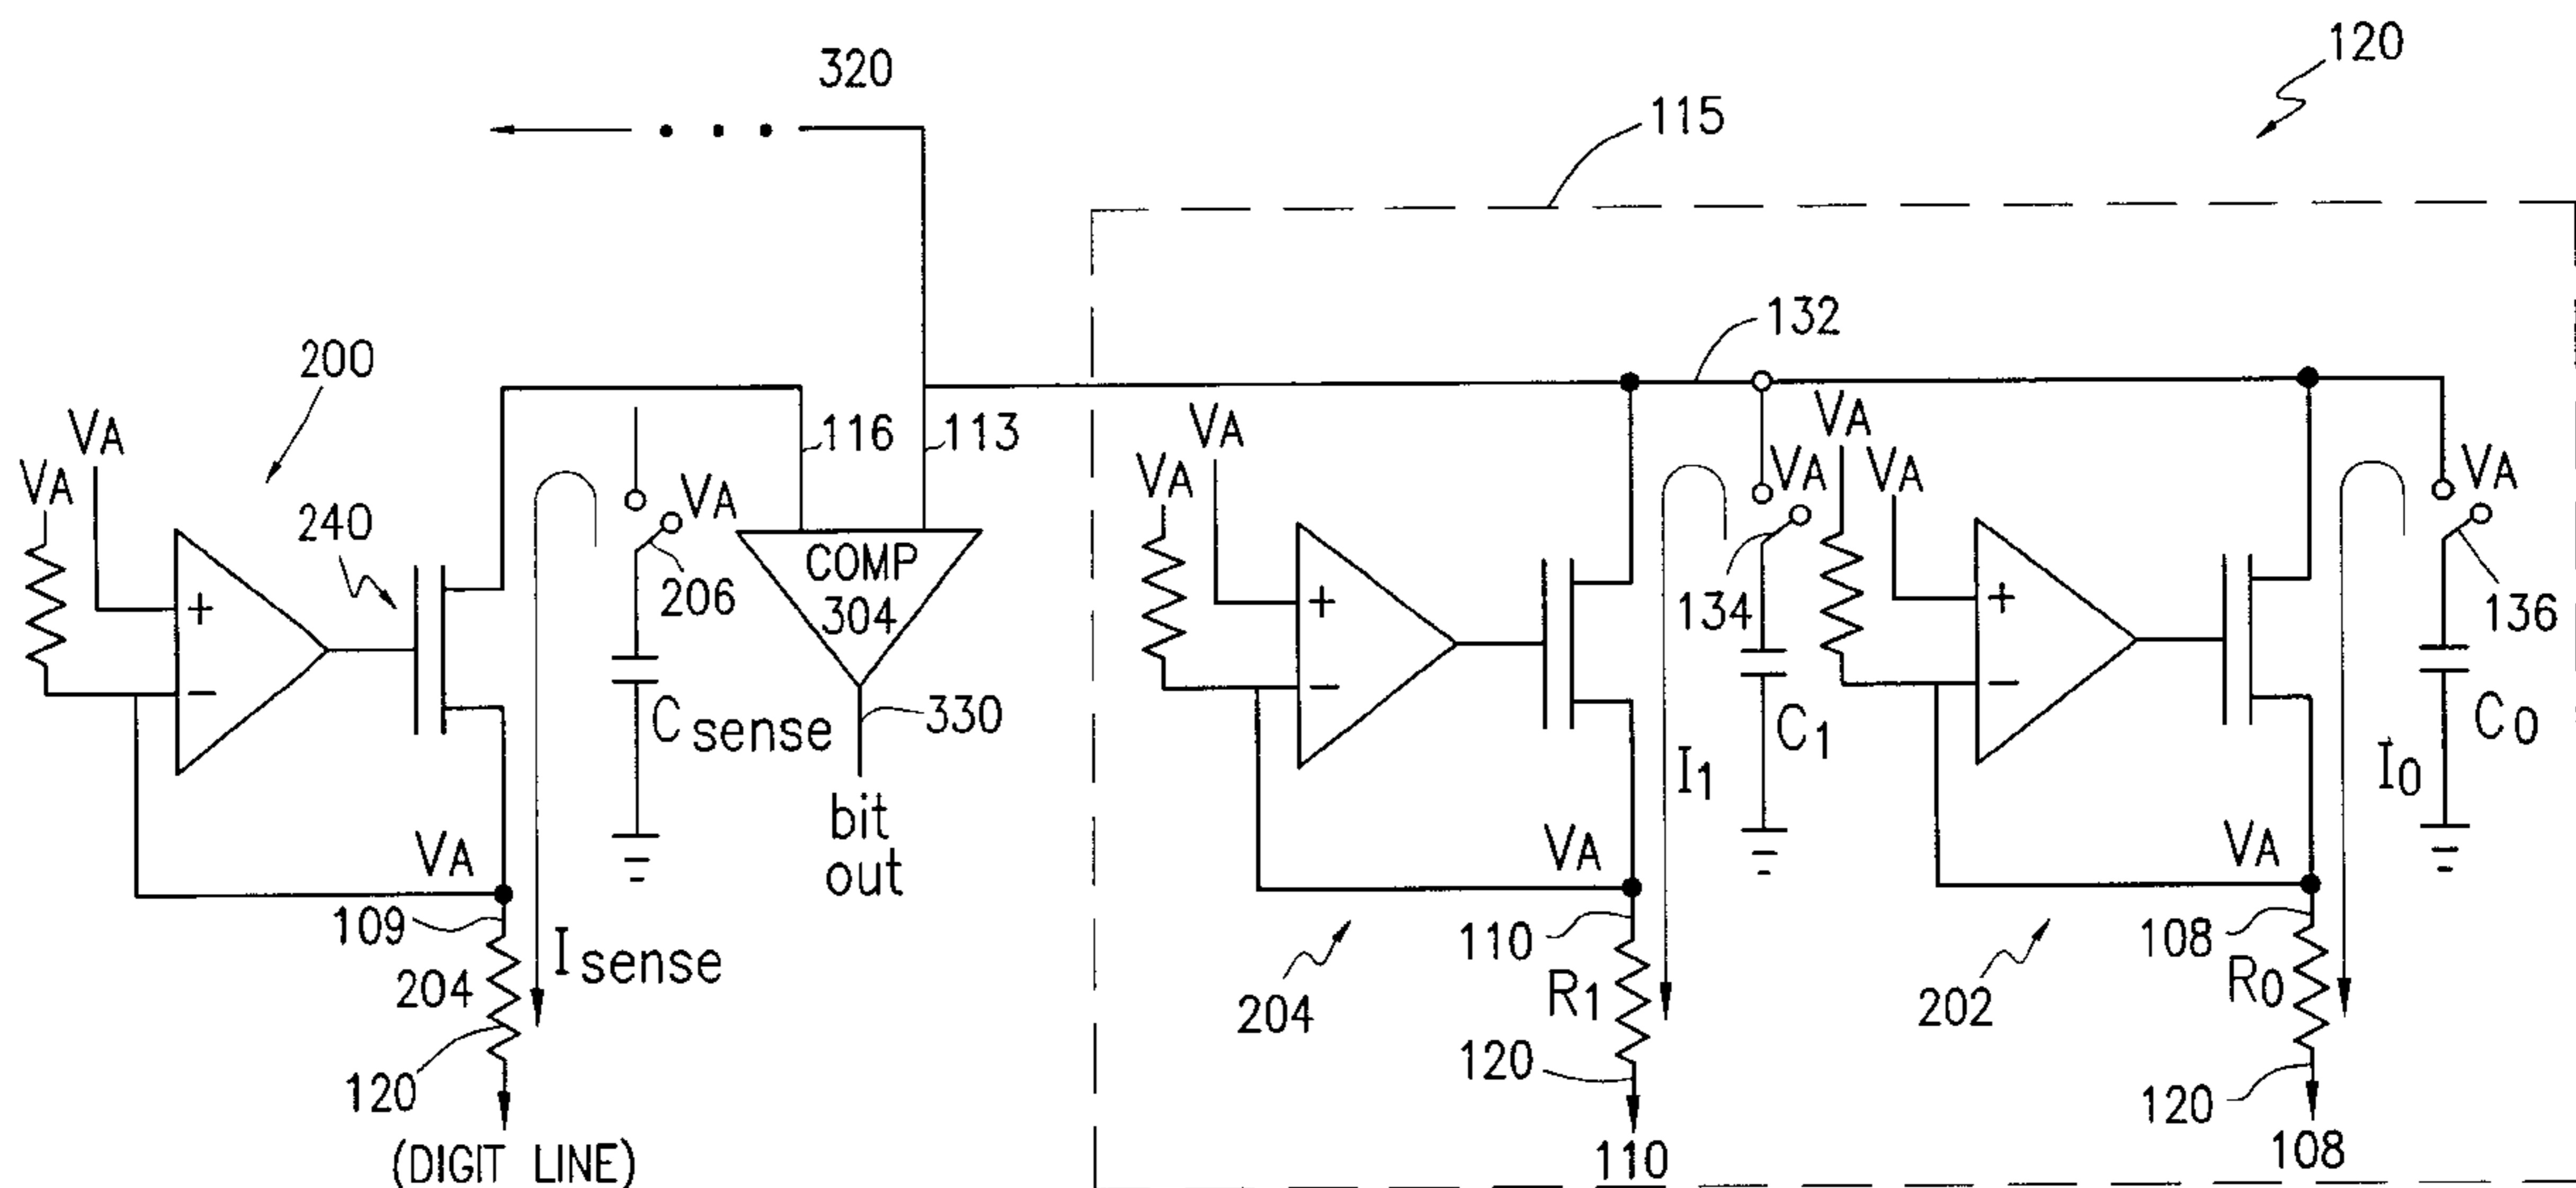 320
120
115
132
200
VA
VA
240
116
113
VA
206
+
−
COMP
304
Csense
330
bit
out
VA
109
204
Isense
120
(DIGIT LINE)
VA
VA
+
−
VA
134
C1
I1
VA
110
204
R1
120
110
VA
VA
+
−
VA
136
C0
I0
VA
108
202
R0
120
108